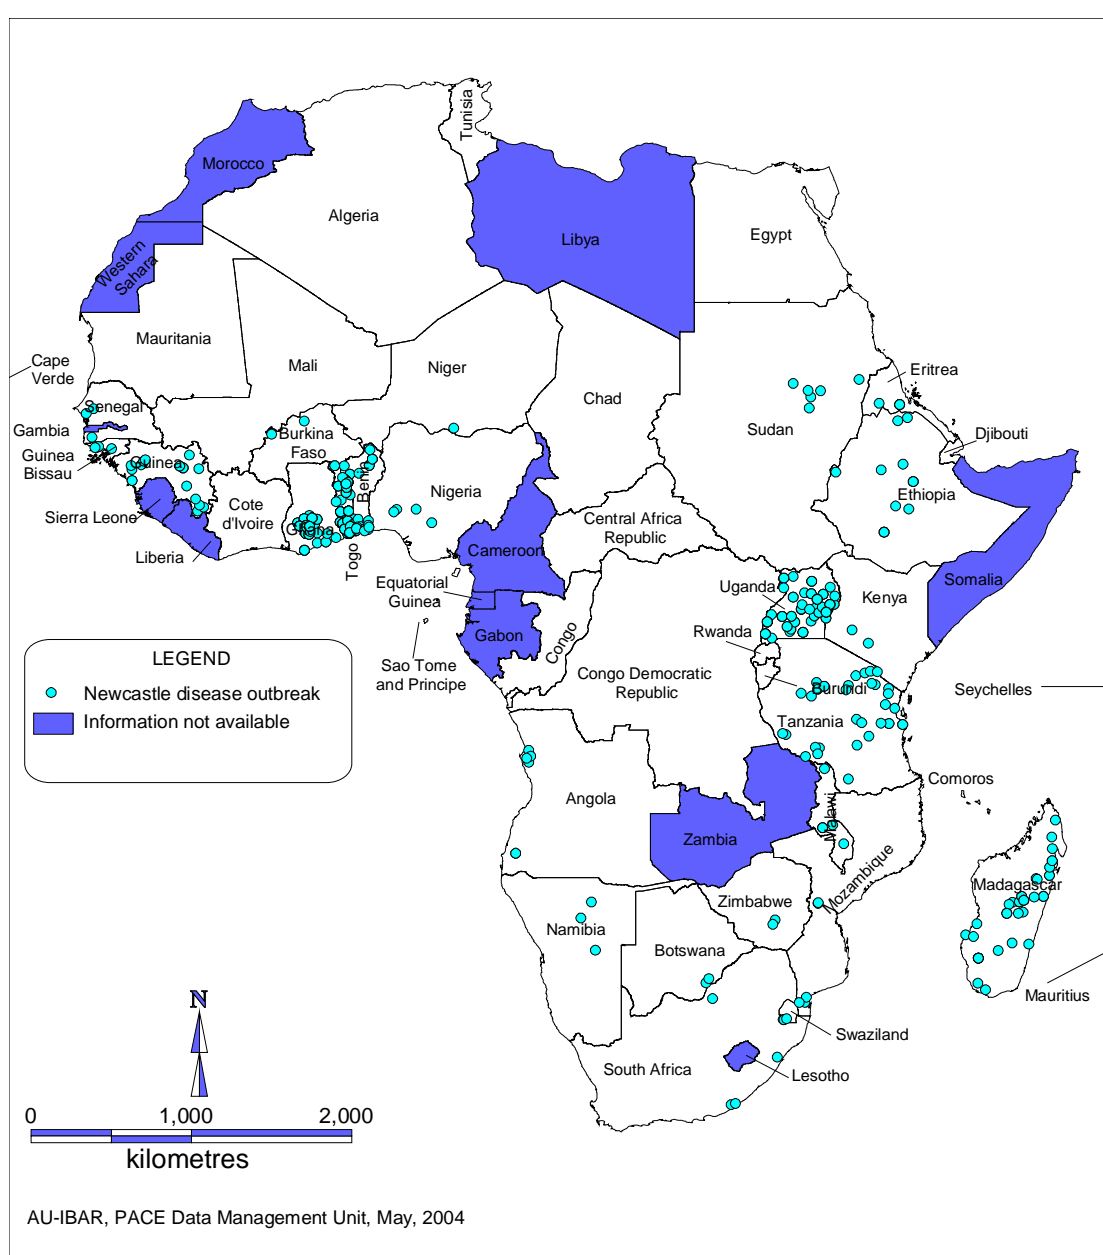 Tunisia
Morocco
Algeria
Libya
Egypt
Western
Sahara
Mauritania
Mali
Niger
Chad
Sudan
Eritrea
Cape
Verde
Senegal
Gambia
Guinea
Bissau
Guinea
Burkina
Faso
Benin
Nigeria
Djibouti
Ethiopia
Sierra Leone
Liberia
Cote
d'Ivoire
Ghana
Togo
Cameroon
Central Africa
Republic
Somalia
Equatorial
Guinea
Gabon
Congo
Uganda
Kenya
Rwanda
Sao Tome
and Principe
Congo Democratic
Republic
Burundi
Seychelles
Tanzania
LEGEND
Newcastle disease outbreak
Information not available
Angola
Comoros
Malawi
Zambia
Mozambique
Madagascar
Zimbabwe
Namibia
Botswana
Mauritius
Swaziland
South Africa
Lesotho
N
0 1,000 2,000
kilometres
AU-IBAR, PACE Data Management Unit, May, 2004